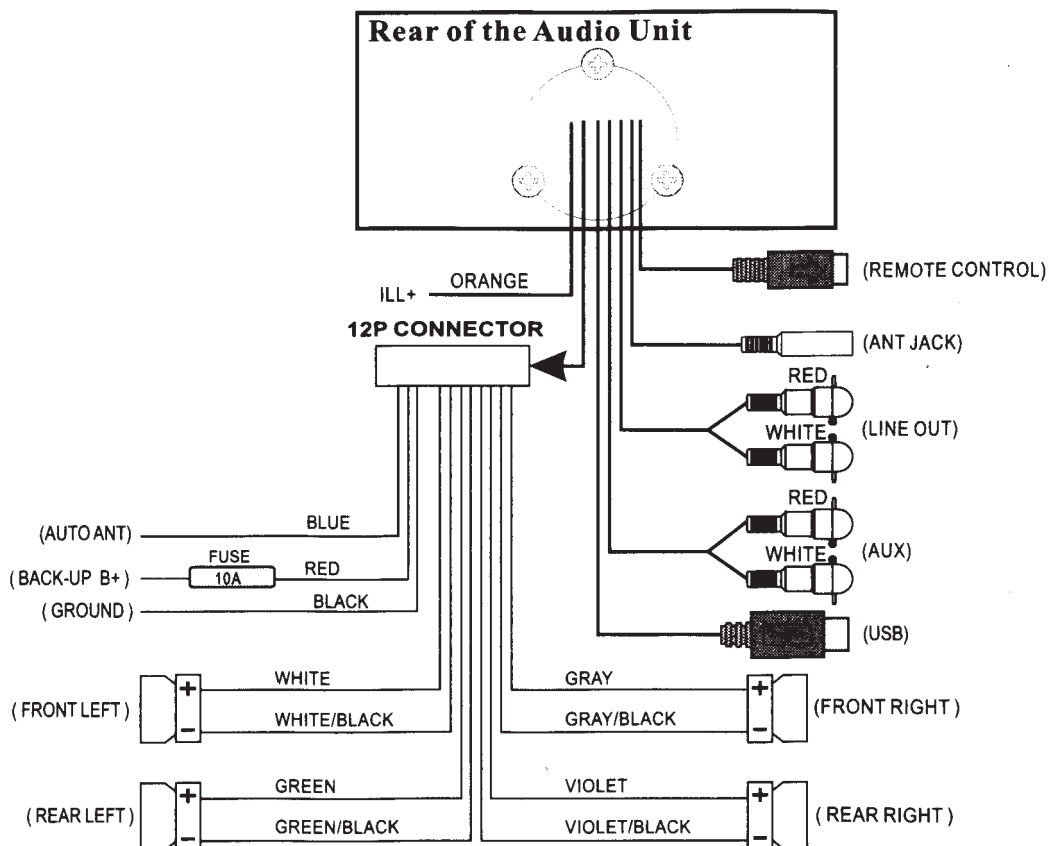 Rear of the Audio Unit
(REMOTE CONTROL)
ILL+
ORANGE
12P CONNECTOR
(ANT JACK)
RED
(LINE OUT)
WHITE
RED
(AUX)
WHITE
(USB)
(AUTO ANT)
BLUE
FUSE
(BACK-UP B+)
10A
RED
(GROUND)
BLACK
(FRONT LEFT)
+
WHITE
-
WHITE/BLACK
GRAY
+
GRAY/BLACK
-
(FRONT RIGHT)
(REAR LEFT)
+
GREEN
-
GREEN/BLACK
VIOLET
+
VIOLET/BLACK
-
(REAR RIGHT)